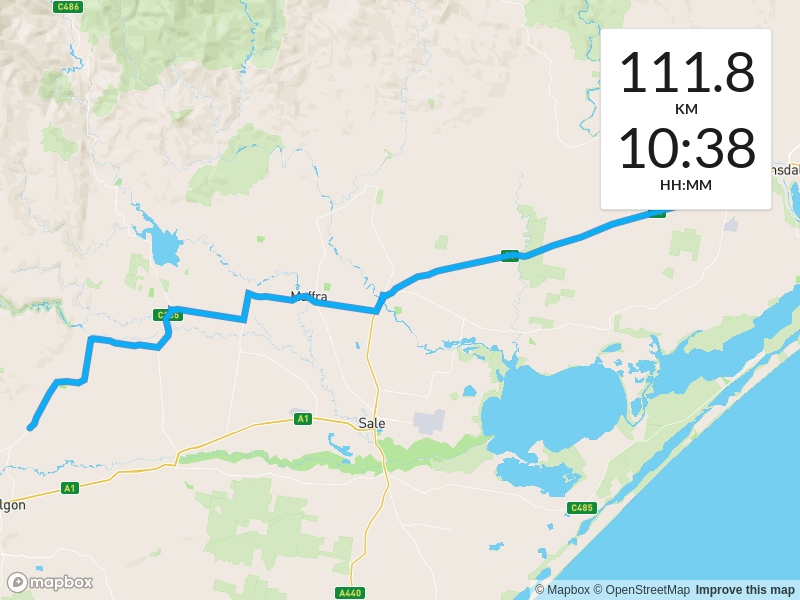 C486
111.8
KM
10:38
HH:MM
nsdal
Maffra
Sale
A1
C485
A1
lgon
A440
mapbox
© Mapbox © OpenStreetMap Improve this map